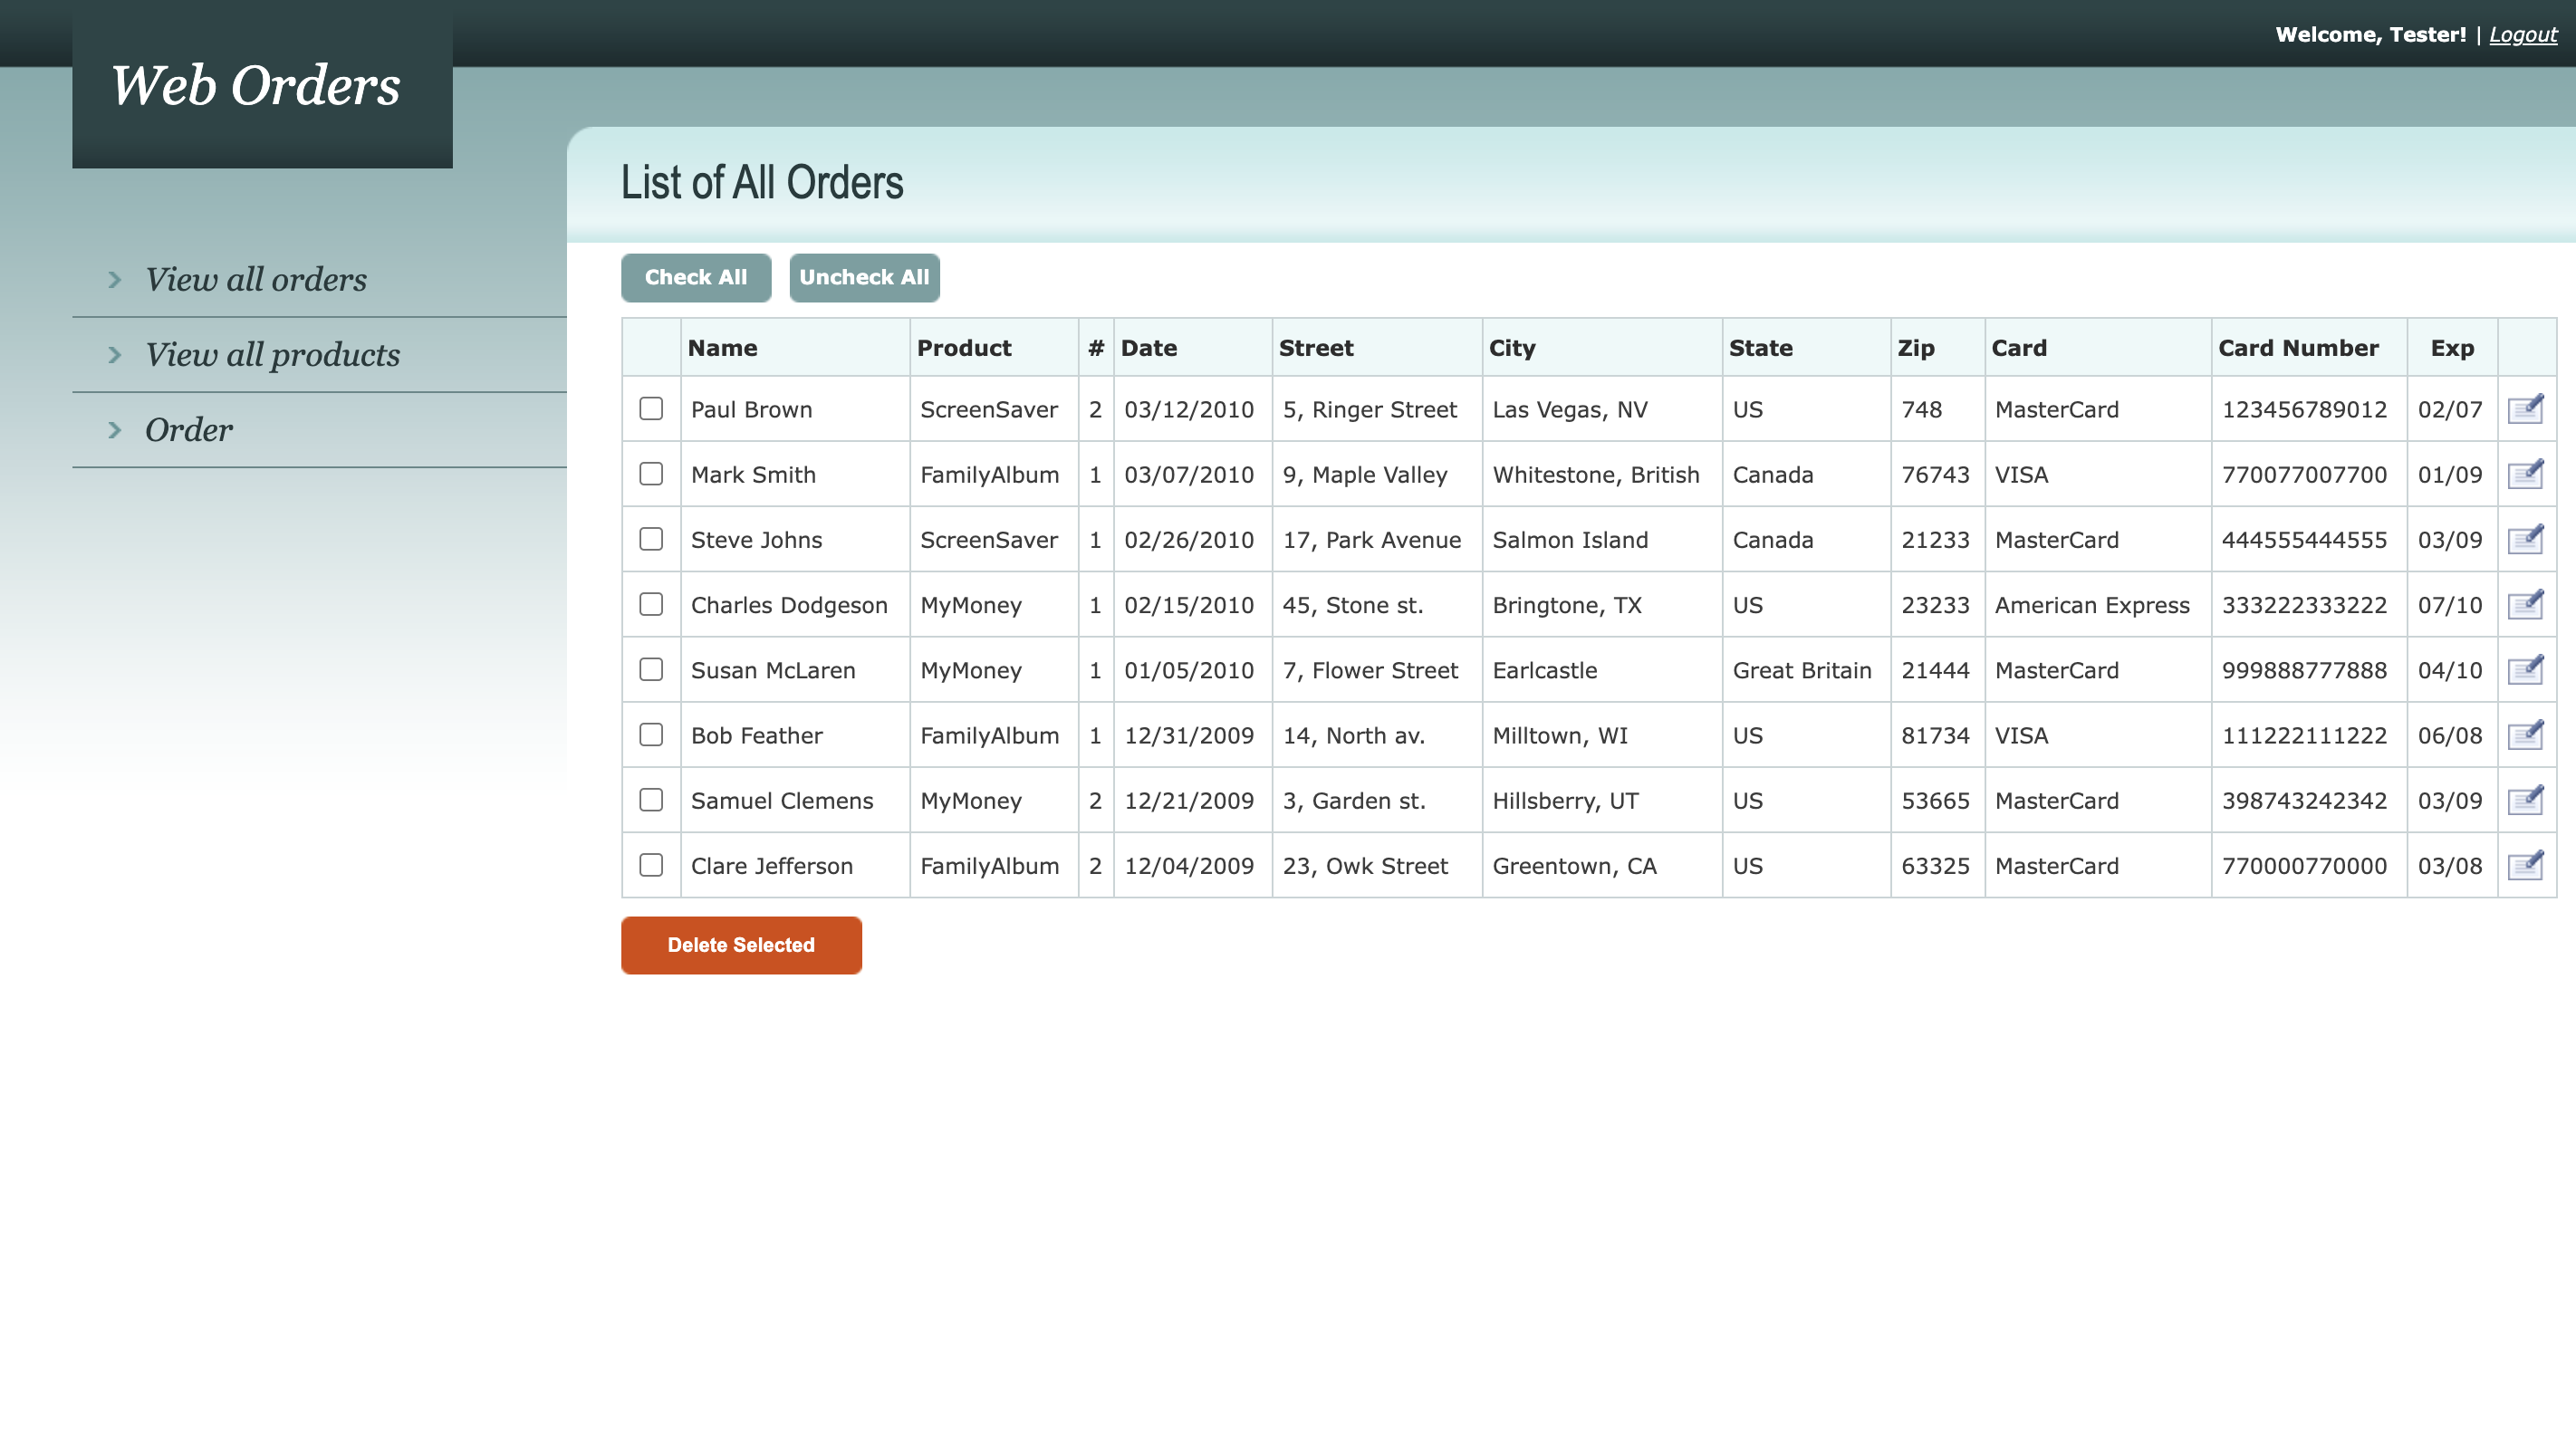 Welcome, Tester! | Logout
Web Orders
List of All Orders
View all orders
View all products
Order
Check All Uncheck All
Name Product # Date Street City State Zip Card Card Number Exp
Paul Brown ScreenSaver 2 03/12/2010 5, Ringer Street Las Vegas, NV US 748 MasterCard 123456789012 02/07
Mark Smith FamilyAlbum 1 03/07/2010 9, Maple Valley Whitestone, British Canada 76743 VISA 770077007700 01/09
Steve Johns ScreenSaver 1 02/26/2010 17, Park Avenue Salmon Island Canada 21233 MasterCard 444555444555 03/09
Charles Dodgeson MyMoney 1 02/15/2010 45, Stone st. Bringtone, TX US 23233 American Express 333222333222 07/10
Susan McLaren MyMoney 1 01/05/2010 7, Flower Street Earlcastle Great Britain 21444 MasterCard 999888777888 04/10
Bob Feather FamilyAlbum 1 12/31/2009 14, North av. Milltown, WI US 81734 VISA 111222111222 06/08
Samuel Clemens MyMoney 2 12/21/2009 3, Garden st. Hillsberry, UT US 53665 MasterCard 398743242342 03/09
Clare Jefferson FamilyAlbum 2 12/04/2009 23, Owk Street Greentown, CA US 63325 MasterCard 770000770000 03/08
Delete Selected